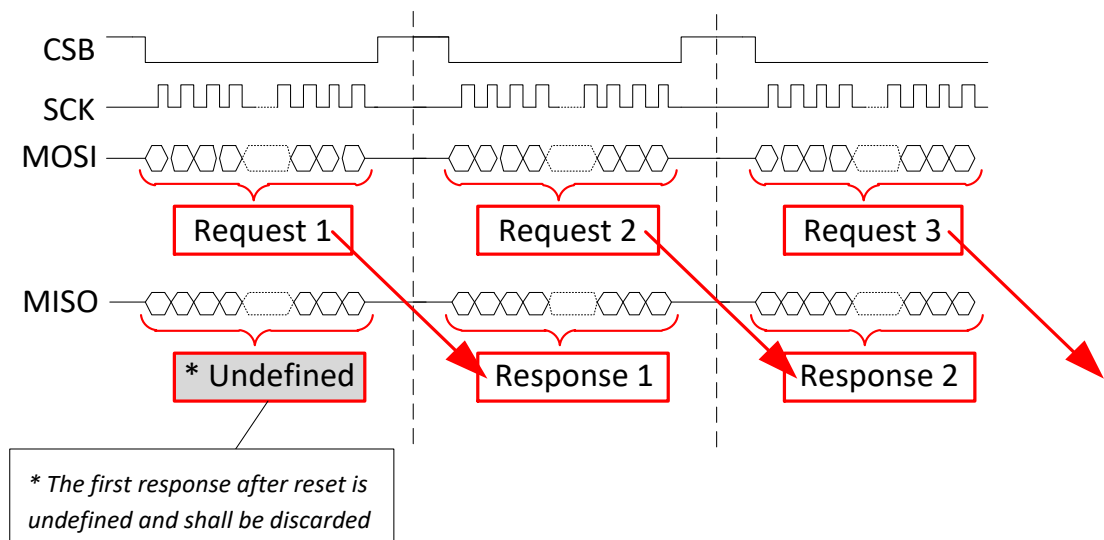 CSB
SCK
MOSI
Request 1
Request 2
Request 3
MISO
* Undefined
Response 1
Response 2
* The first response after reset is
undefined and shall be discarded